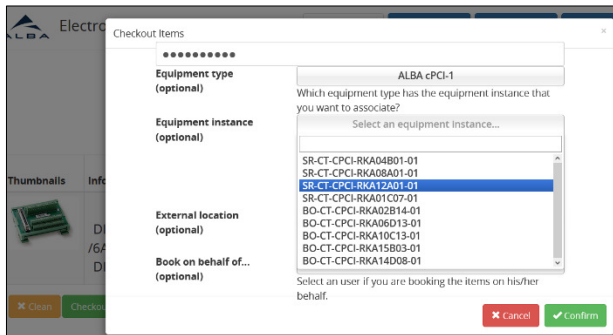 ALBA
Electro
Checkout Items
×
●●●●●●●●●●
Equipment type
(optional)
ALBA cPCI-1
Which equipment type has the equipment instance that
you want to associate?
Equipment instance
(optional)
Select an equipment instance...
SR-CT-CPCI-RKA04B01-01
SR-CT-CPCI-RKA08A01-01
SR-CT-CPCI-RKA12A01-01
SR-CT-CPCI-RKA01C07-01
BO-CT-CPCI-RKA02B14-01
BO-CT-CPCI-RKA06D13-01
BO-CT-CPCI-RKA10C13-01
BO-CT-CPCI-RKA15B03-01
BO-CT-CPCI-RKA14D08-01
External location
(optional)
Book on behalf of...
(optional)
Select an user if you are booking the items on his/her
behalf.
Thumbnails Info
DI
/6A
DI
✖ Clean Checkou
✖ Cancel ✔ Confirm